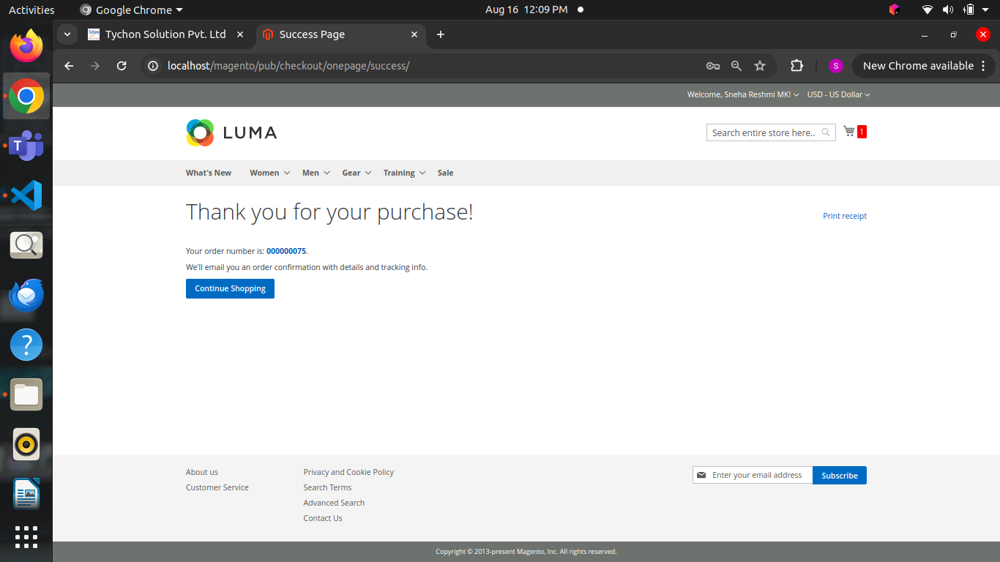 Activities
Google Chrome
Aug 16 12:09 PM
Tychon Solution Pvt. Ltd
Success Page
localhost/magento/pub/checkout/onepage/success/
S
New Chrome available
Welcome, Sneha Reshmi MK!
USD - US Dollar
LUMA
Search entire store here..
1
What's New
Women
Men
Gear
Training
Sale
Thank you for your purchase!
Print receipt
Your order number is: 000000075.
We'll email you an order confirmation with details and tracking info.
Continue Shopping
About us
Customer Service
Privacy and Cookie Policy
Search Terms
Advanced Search
Contact Us
Enter your email address
Subscribe
Copyright © 2013-present Magento, Inc. All rights reserved.